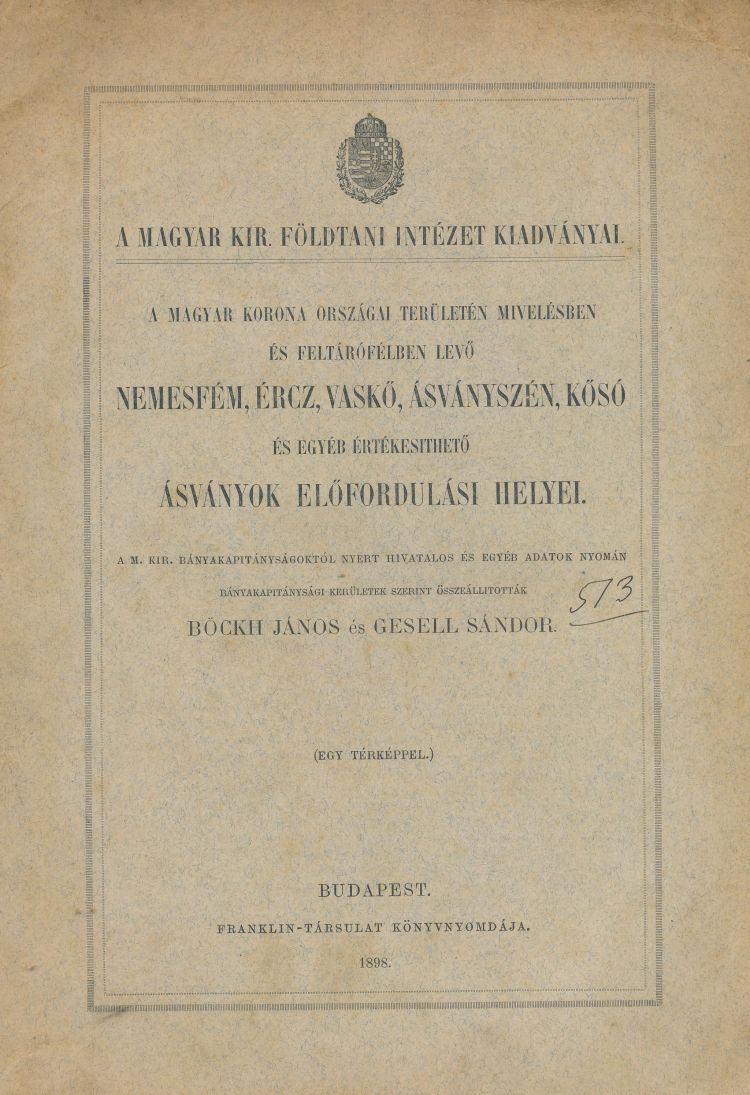 A MAGYAR KIR. FÖLDTANI INTÉZET KIADVÁNYAI.
A MAGYAR KORONA ORSZÁGAI TERÜLETÉN MIVELÉSBEN
ÉS FELTÁRÓFÉLBEN LEVŐ
NEMESFÉM, ÉRCZ, VASKŐ, ÁSVÁNYSZÉN, KŐSÓ
ÉS EGYÉB ÉRTÉKESITHETŐ
ÁSVÁNYOK ELŐFORDULÁSI HELYEI.
A M. KIR. BÁNYAKAPITÁNYSÁGOKTÓL NYERT HIVATALOS ÉS EGYÉB ADATOK NYOMÁN
BÁNYAKAPITÁNYSÁGI KERÜLETEK SZERINT ÖSSZEÁLLITOTTÁK
513
BÖCKH JÁNOS és GESELL SÁNDOR.
(EGY TÉRKÉPPEL.)
BUDAPEST.
FRANKLIN-TÁRSULAT KÖNYVNYOMDÁJA.
1898.